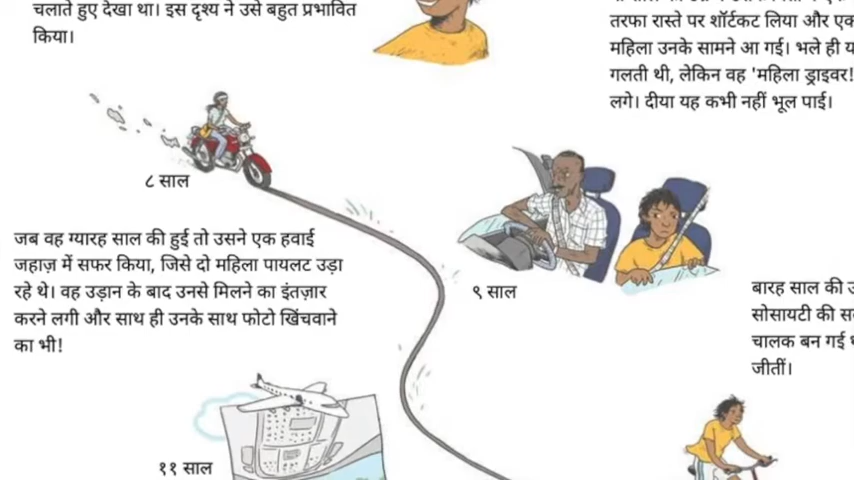 चलाते हुए देखा था। इस दृश्य ने उसे बहुत प्रभावित
किया।
तरफा रास्ते पर शॉर्टकट लिया और एक
महिला उनके सामने आ गई। भले ही य
गलती थी, लेकिन वह 'महिला ड्राइवर!
लगे। दीया यह कभी नहीं भूल पाई।
८ साल
जब वह ग्यारह साल की हुई तो उसने एक हवाई
जहाज़ में सफर किया, जिसे दो महिला पायलट उड़ा
रहे थे। वह उड़ान के बाद उनसे मिलने का इंतज़ार
करने लगी और साथ ही उनके साथ फोटो खिंचवाने
का भी!
९ साल
बारह साल की उ
सोसायटी की स
चालक बन गई
जीतीं।
११ साल